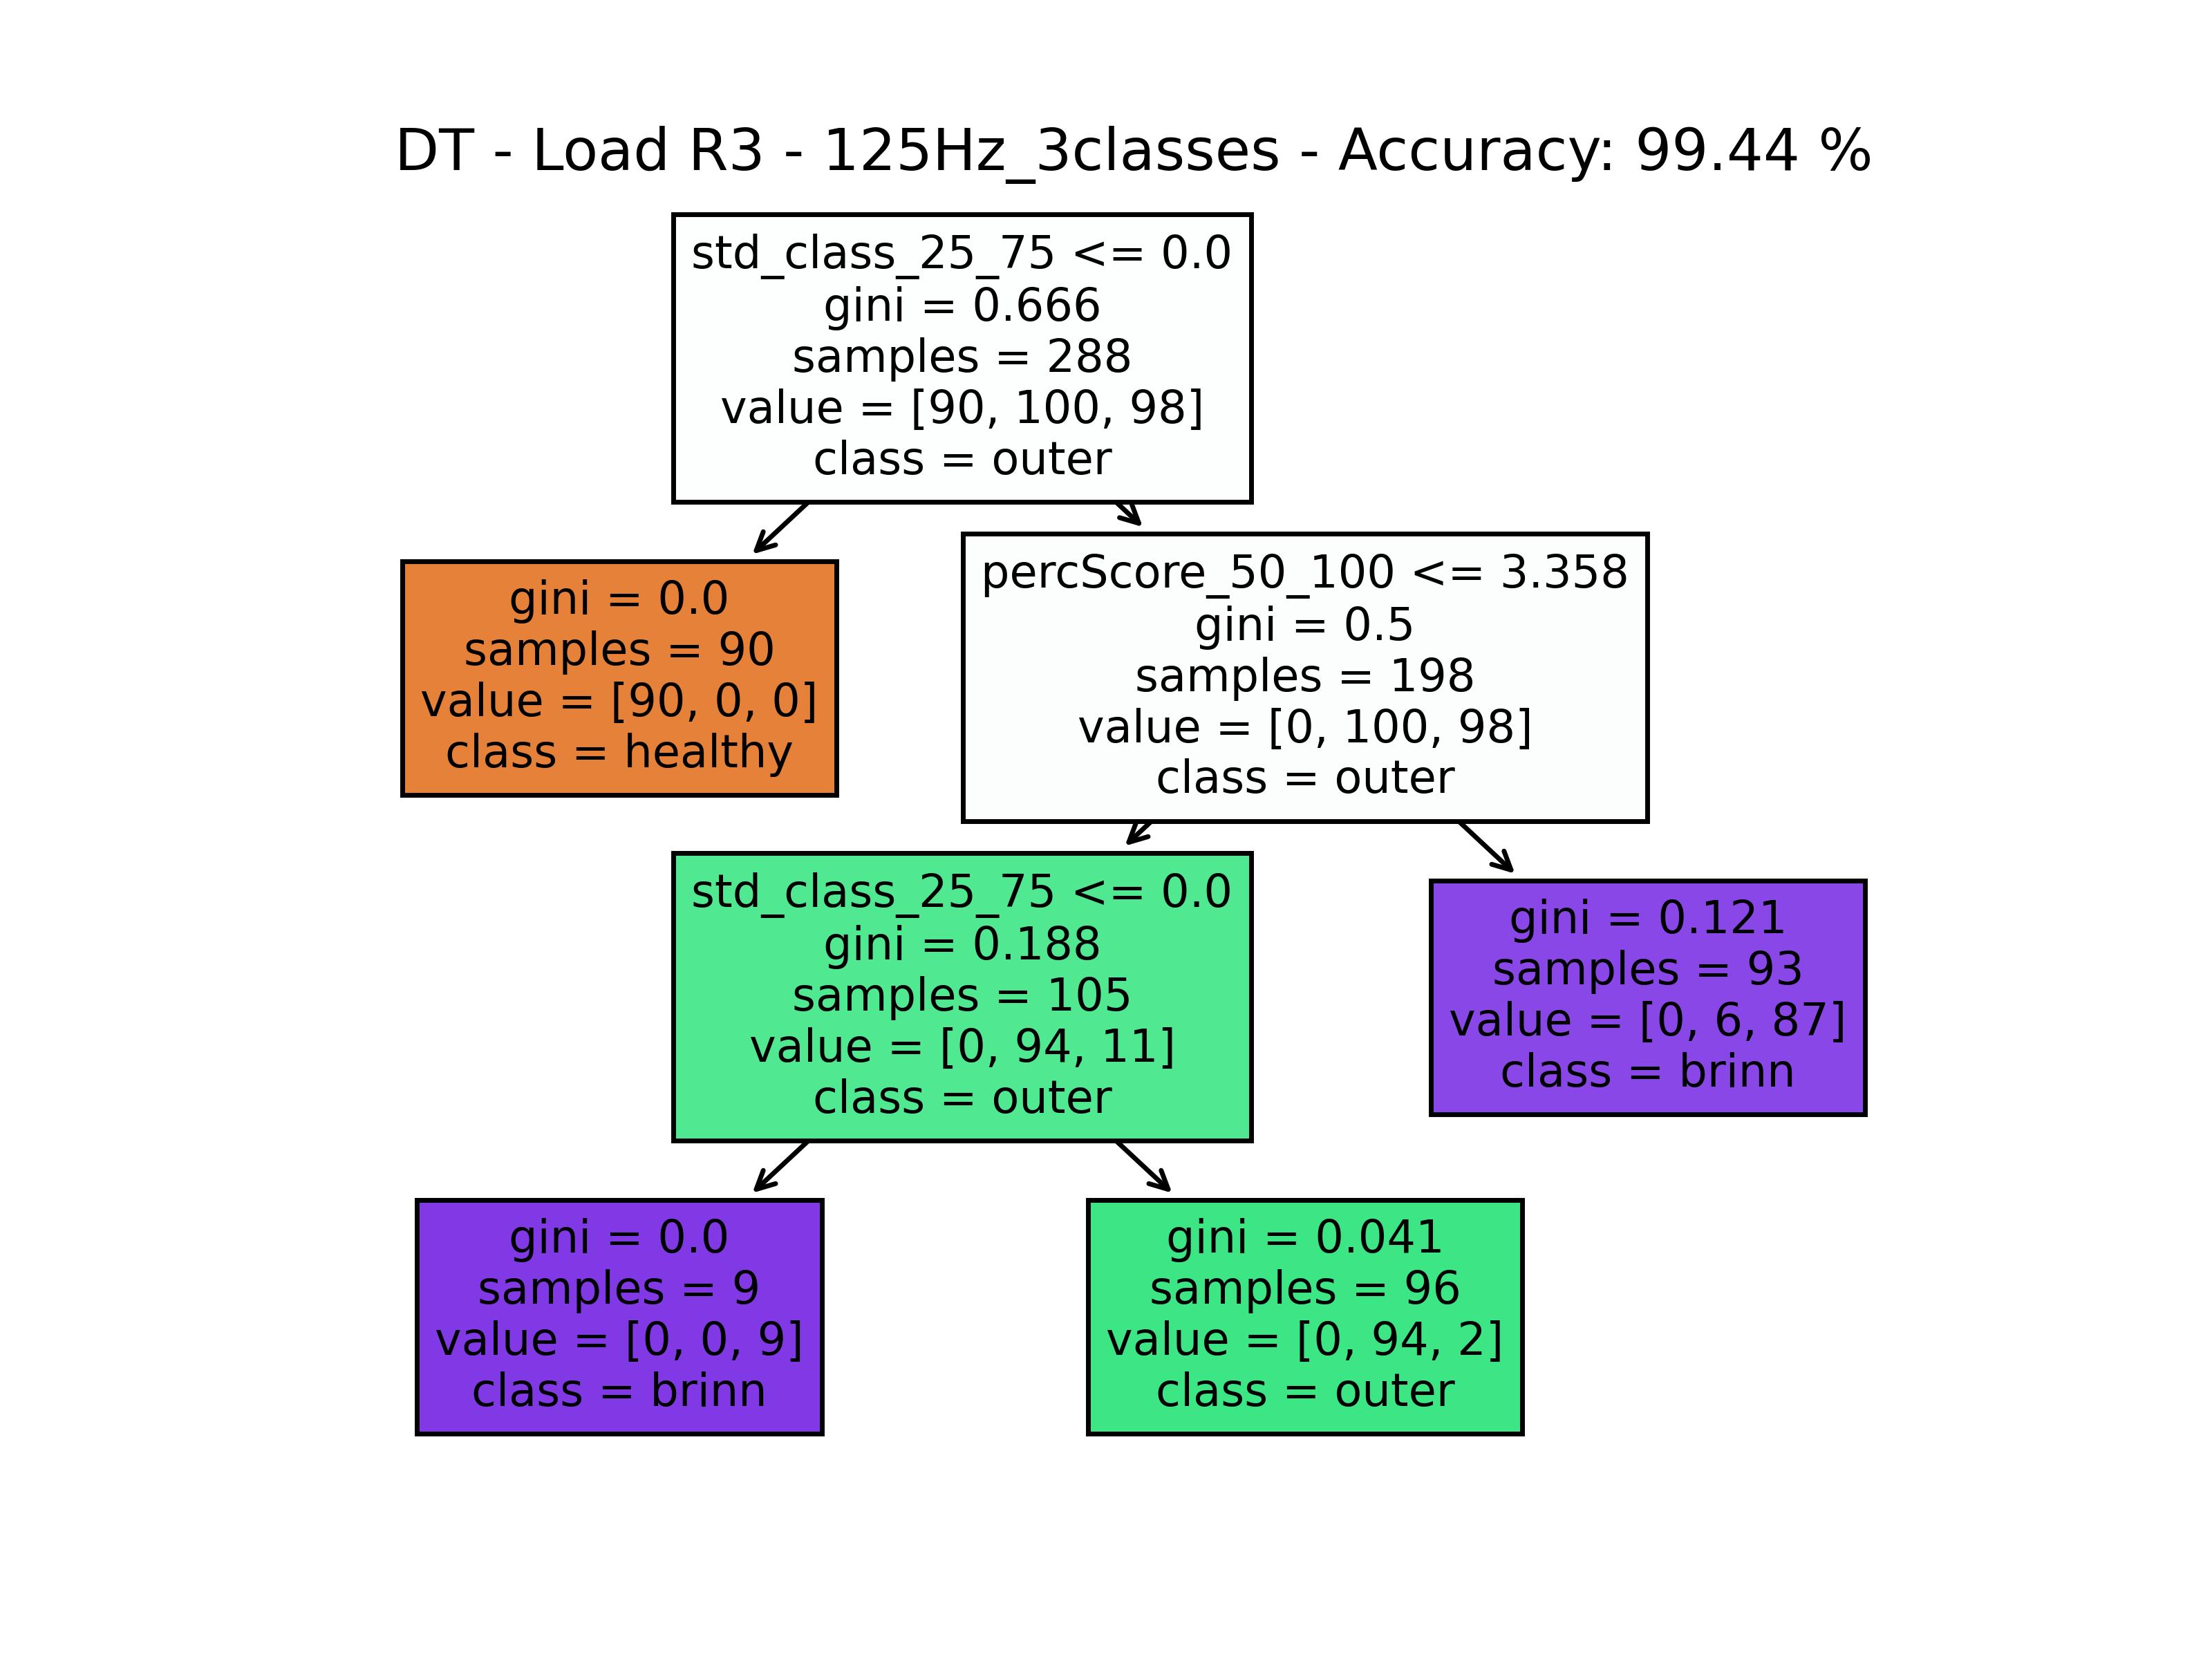 DT - Load R3 - 125Hz_3classes - Accuracy: 99.44 %
std_class_25_75 <= 0.0
gini = 0.666
samples = 288
value = [90, 100, 98]
class = outer
gini = 0.0
samples = 90
value = [90, 0, 0]
class = healthy
percScore_50_100 <= 3.358
gini = 0.5
samples = 198
value = [0, 100, 98]
class = outer
std_class_25_75 <= 0.0
gini = 0.188
samples = 105
value = [0, 94, 11]
class = outer
gini = 0.121
samples = 93
value = [0, 6, 87]
class = brinn
gini = 0.0
samples = 9
value = [0, 0, 9]
class = brinn
gini = 0.041
samples = 96
value = [0, 94, 2]
class = outer